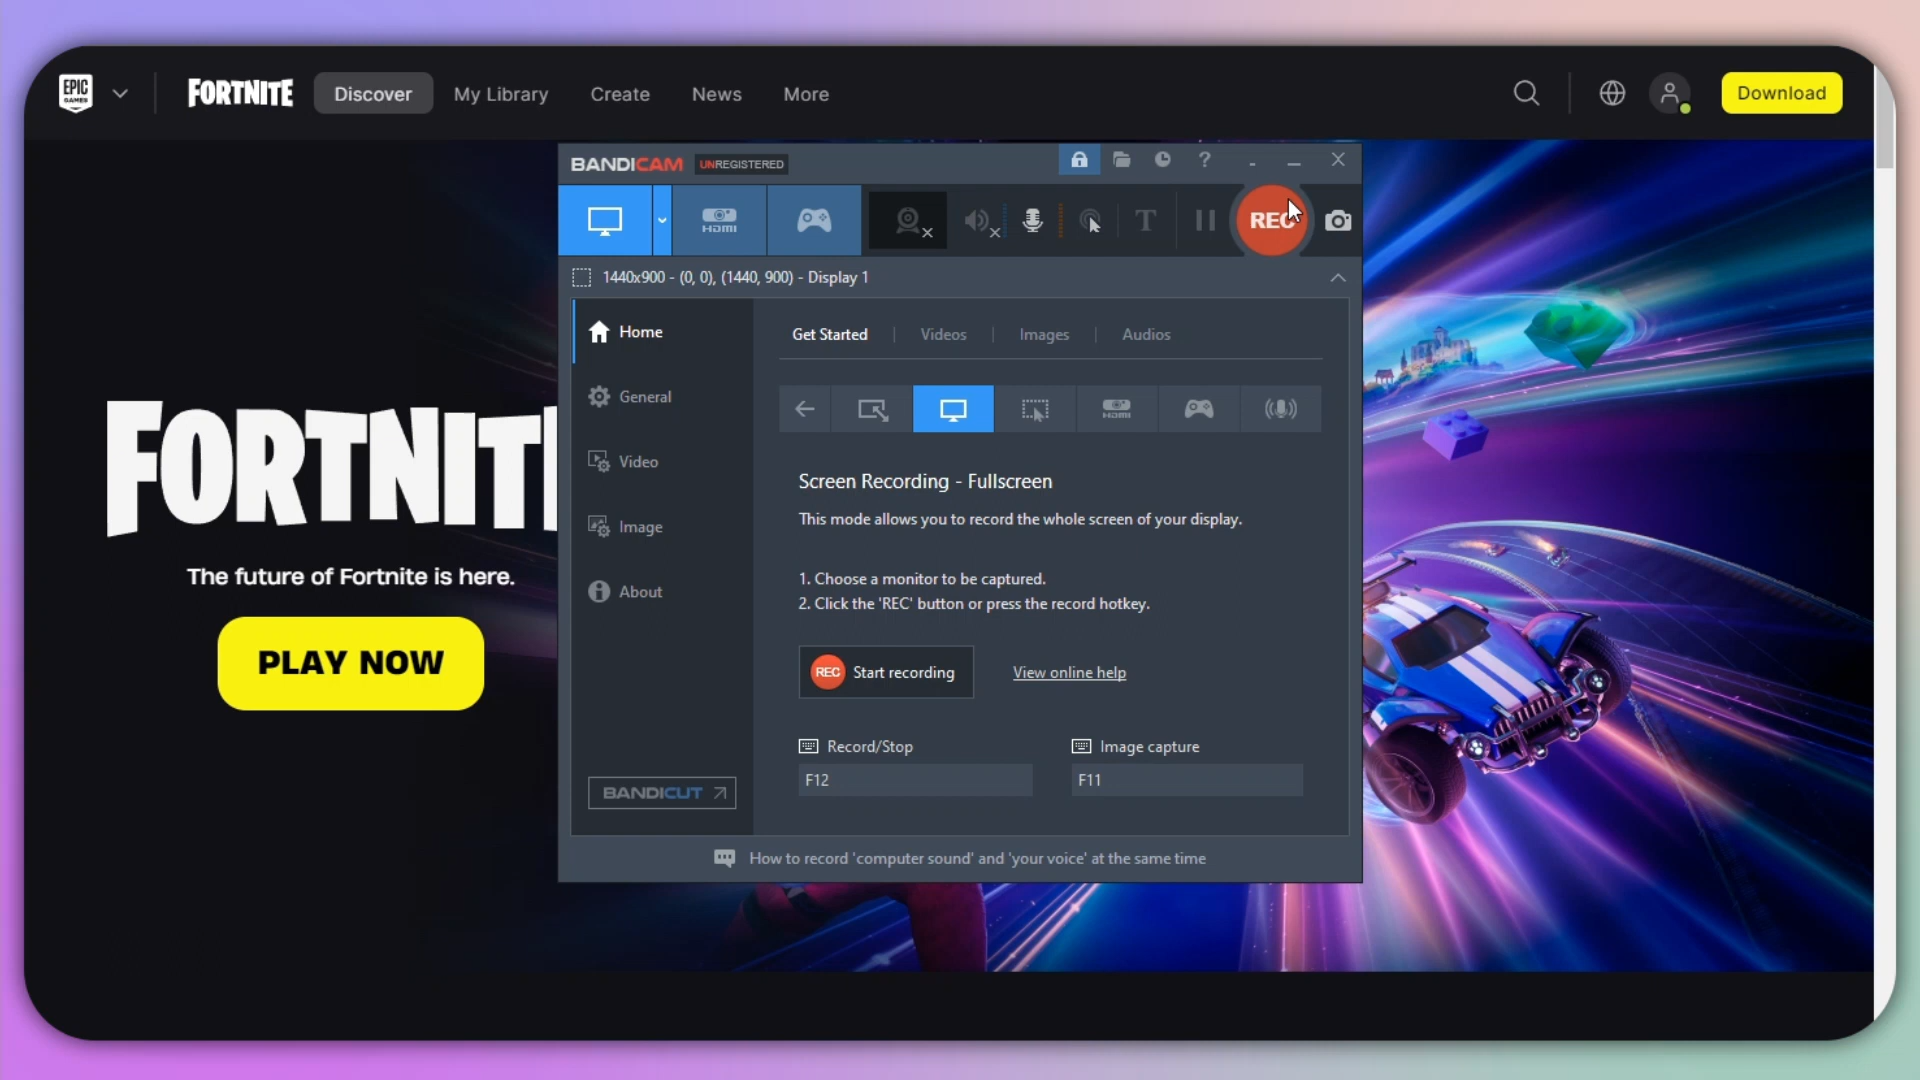 EPIC GAMES
FORTNITE
Discover
My Library
Create
News
More
Download
BANDICAM
UNREGISTERED
?
HDMI
T
REC
1440x900 - (0, 0), (1440, 900) - Display 1
Home
General
Video
Image
About
BANDICUT
Get Started
Videos
Images
Audios
HDMI
Screen Recording - Fullscreen
This mode allows you to record the whole screen of your display.
1. Choose a monitor to be captured.
2. Click the 'REC' button or press the record hotkey.
REC Start recording
View online help
Record/Stop
Image capture
F12
F11
How to record 'computer sound' and 'your voice' at the same time
FORTNIT
The future of Fortnite is here.
PLAY NOW